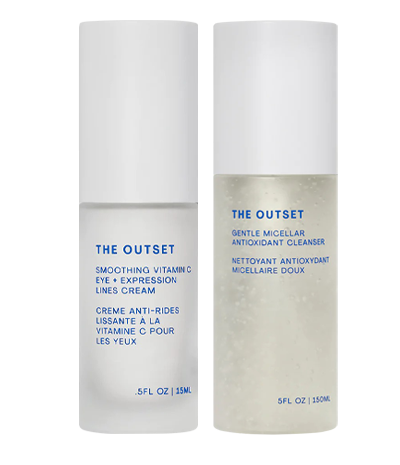 THE OUTSET
SMOOTHING VITAMIN C
EYE + EXPRESSION
LINES CREAM
CREME ANTI-RIDES
LISSANTE À LA
VITAMINE C POUR
LES YEUX
.5FL OZ | 15ML
THE OUTSET
GENTLE MICELLAR
ANTIOXIDANT CLEANSER
NETTOYANT ANTIOXYDANT
MICELLAIRE DOUX
5FL OZ | 150ML